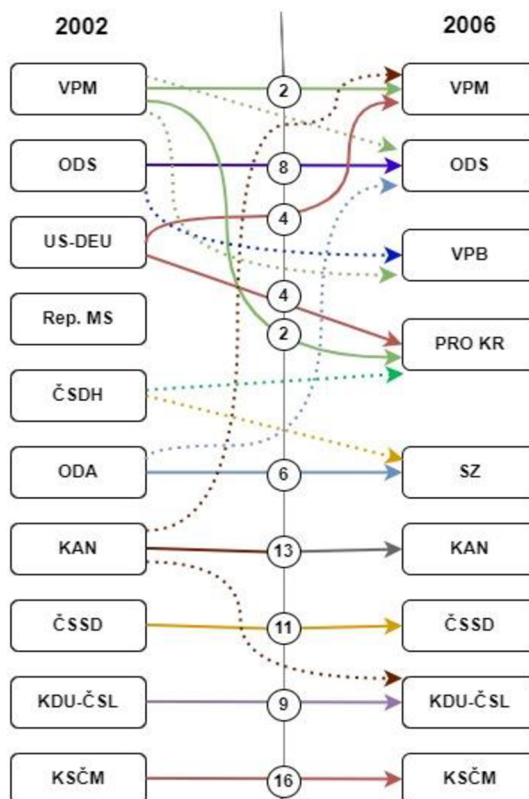 2002
2006
VPM
2
VPM
ODS
8
ODS
US-DEU
4
VPB
Rep. MS
4
2
PRO KR
ČSDH
ODA
6
SZ
KAN
13
KAN
ČSSD
11
ČSSD
KDU-ČSL
9
KDU-ČSL
KSČM
16
KSČM